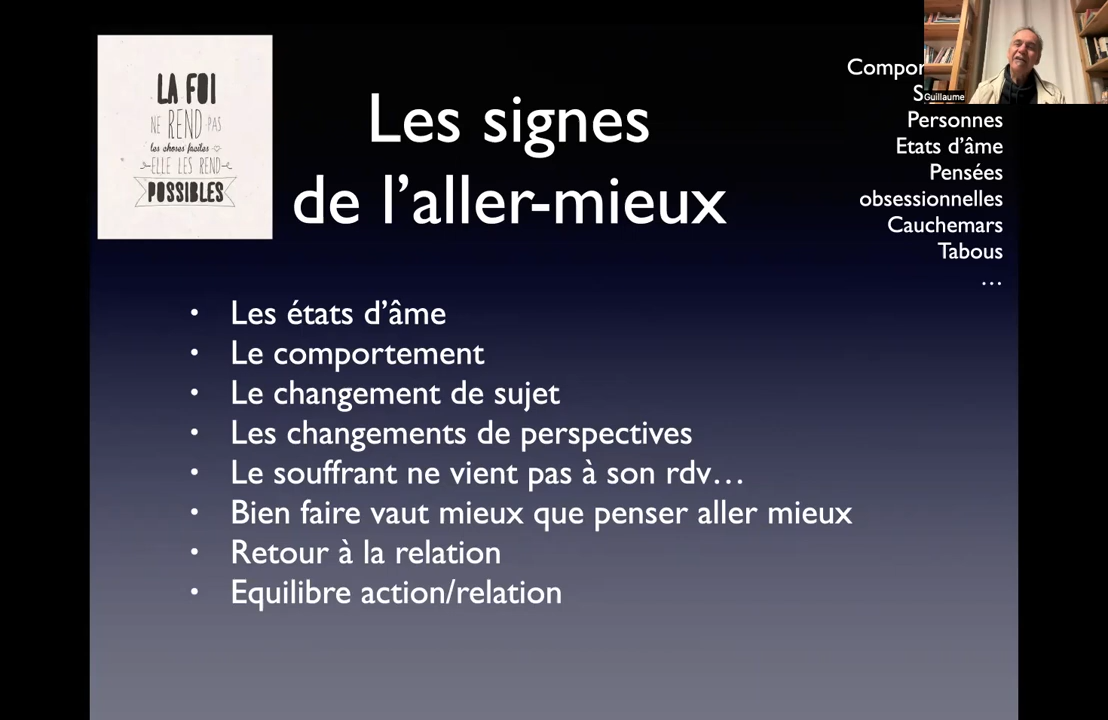 LA FOI
NE REND PAS
les choses faciles
ELLE LES REND
POSSIBLES
Les signes
de l'aller-mieux
Guillaume
Personnes
Etats d'âme
Pensées
obsessionnelles
Cauchemars
Tabous
…
• Les états d'âme
• Le comportement
• Le changement de sujet
• Les changements de perspectives
• Le souffrant ne vient pas à son rdv…
• Bien faire vaut mieux que penser aller mieux
• Retour à la relation
• Equilibre action/relation